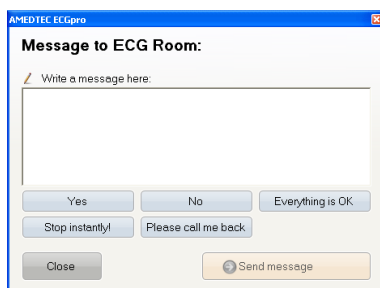 AMEDTEC ECGpro
Message to ECG Room:
Write a message here:
Yes
No
Everything is OK
Stop instantly!
Please call me back
Close
Send message